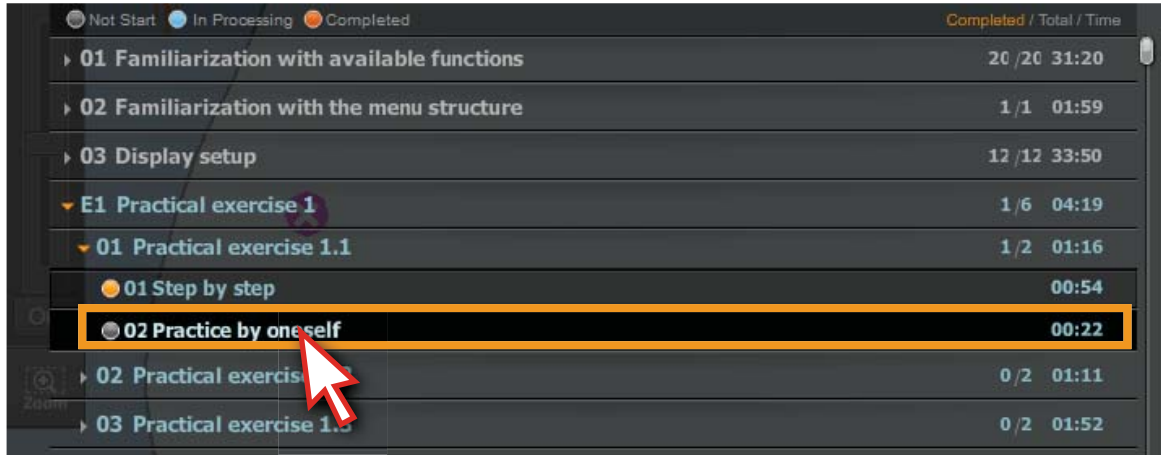 Not Start In Processing Completed Completed / Total / Time
01 Familiarization with available functions 20 /20 31:20
02 Familiarization with the menu structure 1 /1 01:59
03 Display setup 12 /12 33:50
E1 Practical exercise 1 1 /6 04:19
01 Practical exercise 1.1 1 /2 01:16
01 Step by step 00:54
02 Practice by oneself 00:22
02 Practical 0 /2 01:11
Zoom
03 Practical exercise 0 /2 01:52